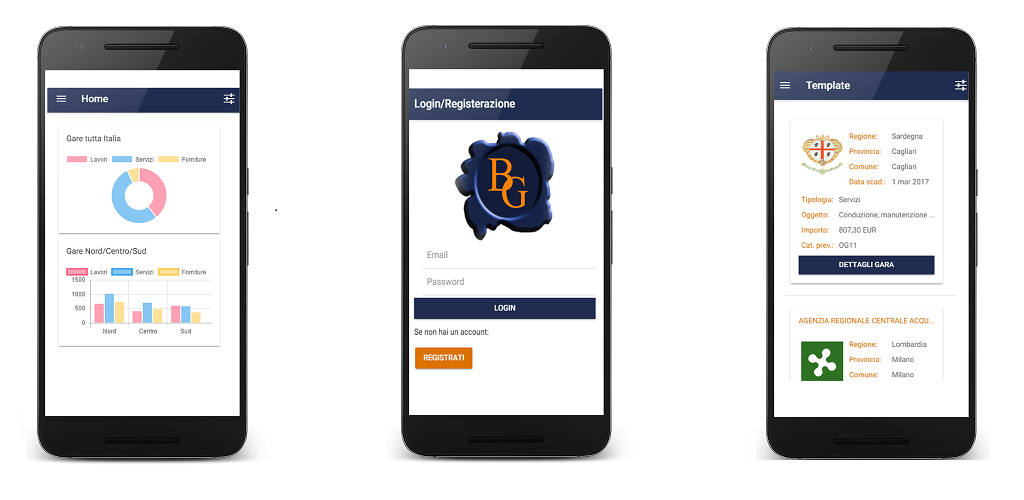 Home
Gare tutta Italia
Lavori Servizi Forniture
Gare Nord/Centro/Sud
Lavori Servizi Forniture
1500
1000
500
0
Nord Centro Sud
Login/Registerazione
BG
Email
Password
LOGIN
Se non hai un account:
REGISTRATI
Template
Regione: Sardegna
Provincia: Cagliari
Comune: Cagliari
Data scad.: 1 mar 2017
Tipologia: Servizi
Oggetto: Conduzione, manutenzione ...
Importo: 807,30 EUR
Cat. prev.: OG11
DETTAGLI GARA
AGENZIA REGIONALE CENTRALE ACQU...
Regione: Lombardia
Provincia: Milano
Comune: Milano